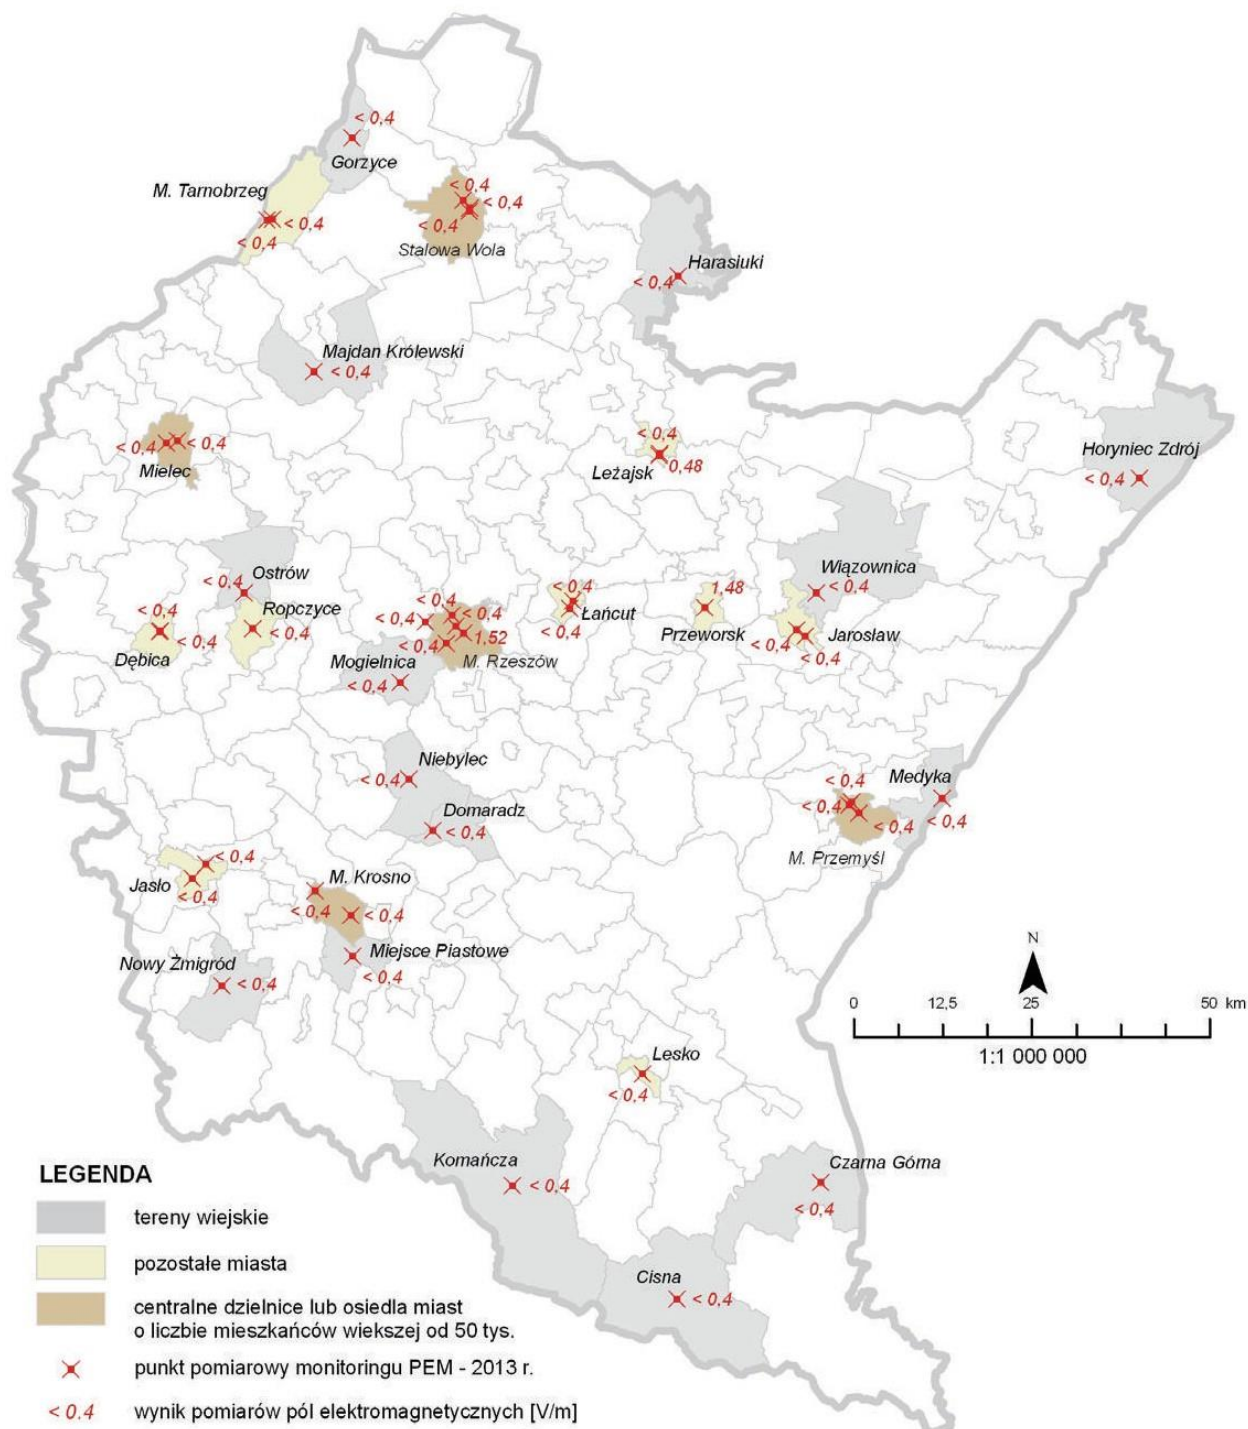 < 0,4
Gorzyce
M. Tarnobrzeg
< 0,4
< 0,4
< 0,4
< 0,4
< 0,4
Stalowa Wola
Harasiuki
< 0,4
Majdan Królewski
< 0,4
< 0,4
< 0,4
Mielec
< 0,4
0,48
Leżajsk
Horyniec Zdrój
< 0,4
Ostrów
< 0,4
Ropczyce
< 0,4
< 0,4
< 0,4
Dębica
< 0,4
< 0,4
< 0,4
1,52
< 0,4
M. Rzeszów
Mogielnica
< 0,4
< 0,4
Łańcut
< 0,4
1,48
Przeworsk
Wiązownica
< 0,4
Jarosław
< 0,4
< 0,4
Niebylec
< 0,4
Domaradz
< 0,4
Medyka
< 0,4
< 0,4
< 0,4
< 0,4
M. Przemyśl
< 0,4
Jasło
< 0,4
M. Krosno
< 0,4
< 0,4
Miejsce Piastowe
< 0,4
Nowy Żmigród
< 0,4
N
0 12,5 25 50 km
1:1 000 000
Lesko
< 0,4
Komańcza
< 0,4
Czarna Górna
< 0,4
Cisna
< 0,4
LEGENDA
tereny wiejskie
pozostałe miasta
centralne dzielnice lub osiedla miast
o liczbie mieszkańców wiekszej od 50 tys.
punkt pomiarowy monitoringu PEM - 2013 r.
< 0.4 wynik pomiarów pól elektromagnetycznych [V/m]